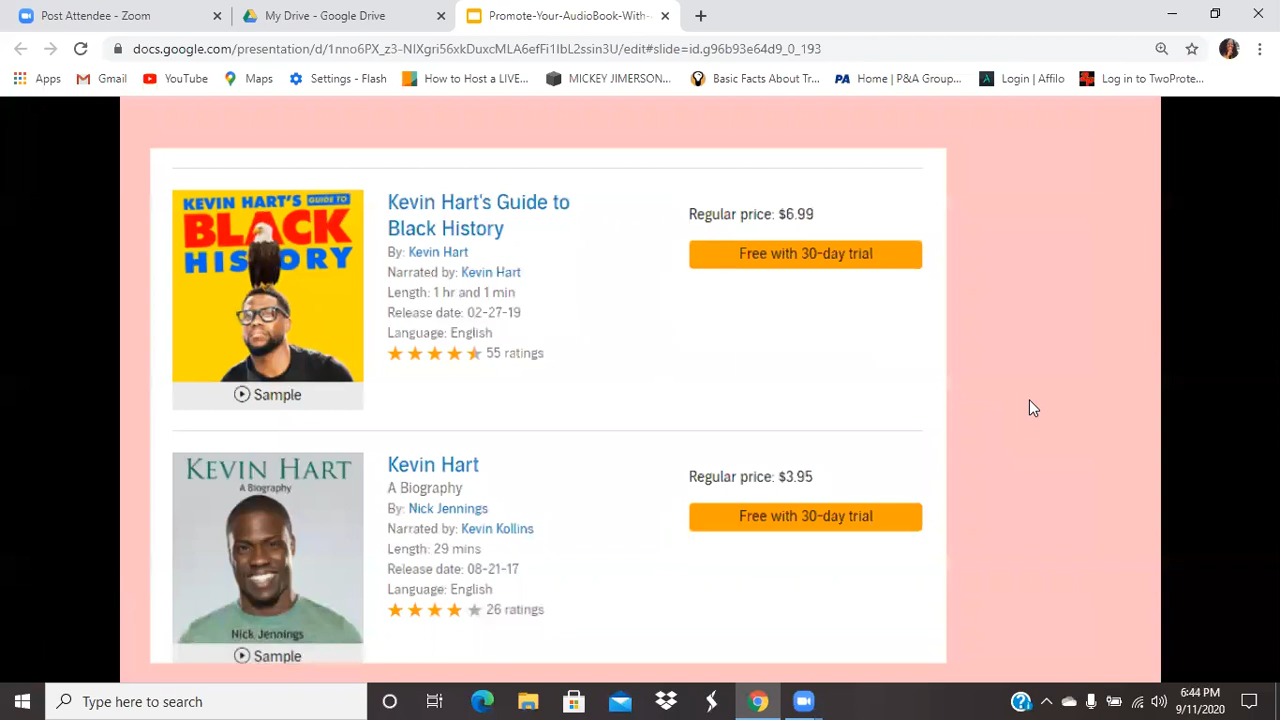 Post Attendee - Zoom
My Drive - Google Drive
Promote-Your-AudioBook-With-
docs.google.com/presentation/d/1nno6PX_z3-NIXgri56xkDuxcMLA6efFi1IbL2ssin3U/edit#slide=id.g96b93e64d9_0_193
Apps
Gmail
YouTube
Maps
Settings - Flash
How to Host a LIVE...
MICKEY JIMERSON...
Basic Facts About Tr...
PA Home | P&A Group...
Login | Affilo
Log in to TwoProte...
KEVIN HART'S GUIDE TO
BLACK
HISTORY
Sample
Kevin Hart's Guide to
Black History
By: Kevin Hart
Narrated by: Kevin Hart
Length: 1 hr and 1 min
Release date: 02-27-19
Language: English
55 ratings
Regular price: $6.99
Free with 30-day trial
KEVIN HART
A Biography
Nick Jennings
Sample
Kevin Hart
A Biography
By: Nick Jennings
Narrated by: Kevin Kollins
Length: 29 mins
Release date: 08-21-17
Language: English
26 ratings
Regular price: $3.95
Free with 30-day trial
Type here to search
6:44 PM
9/11/2020